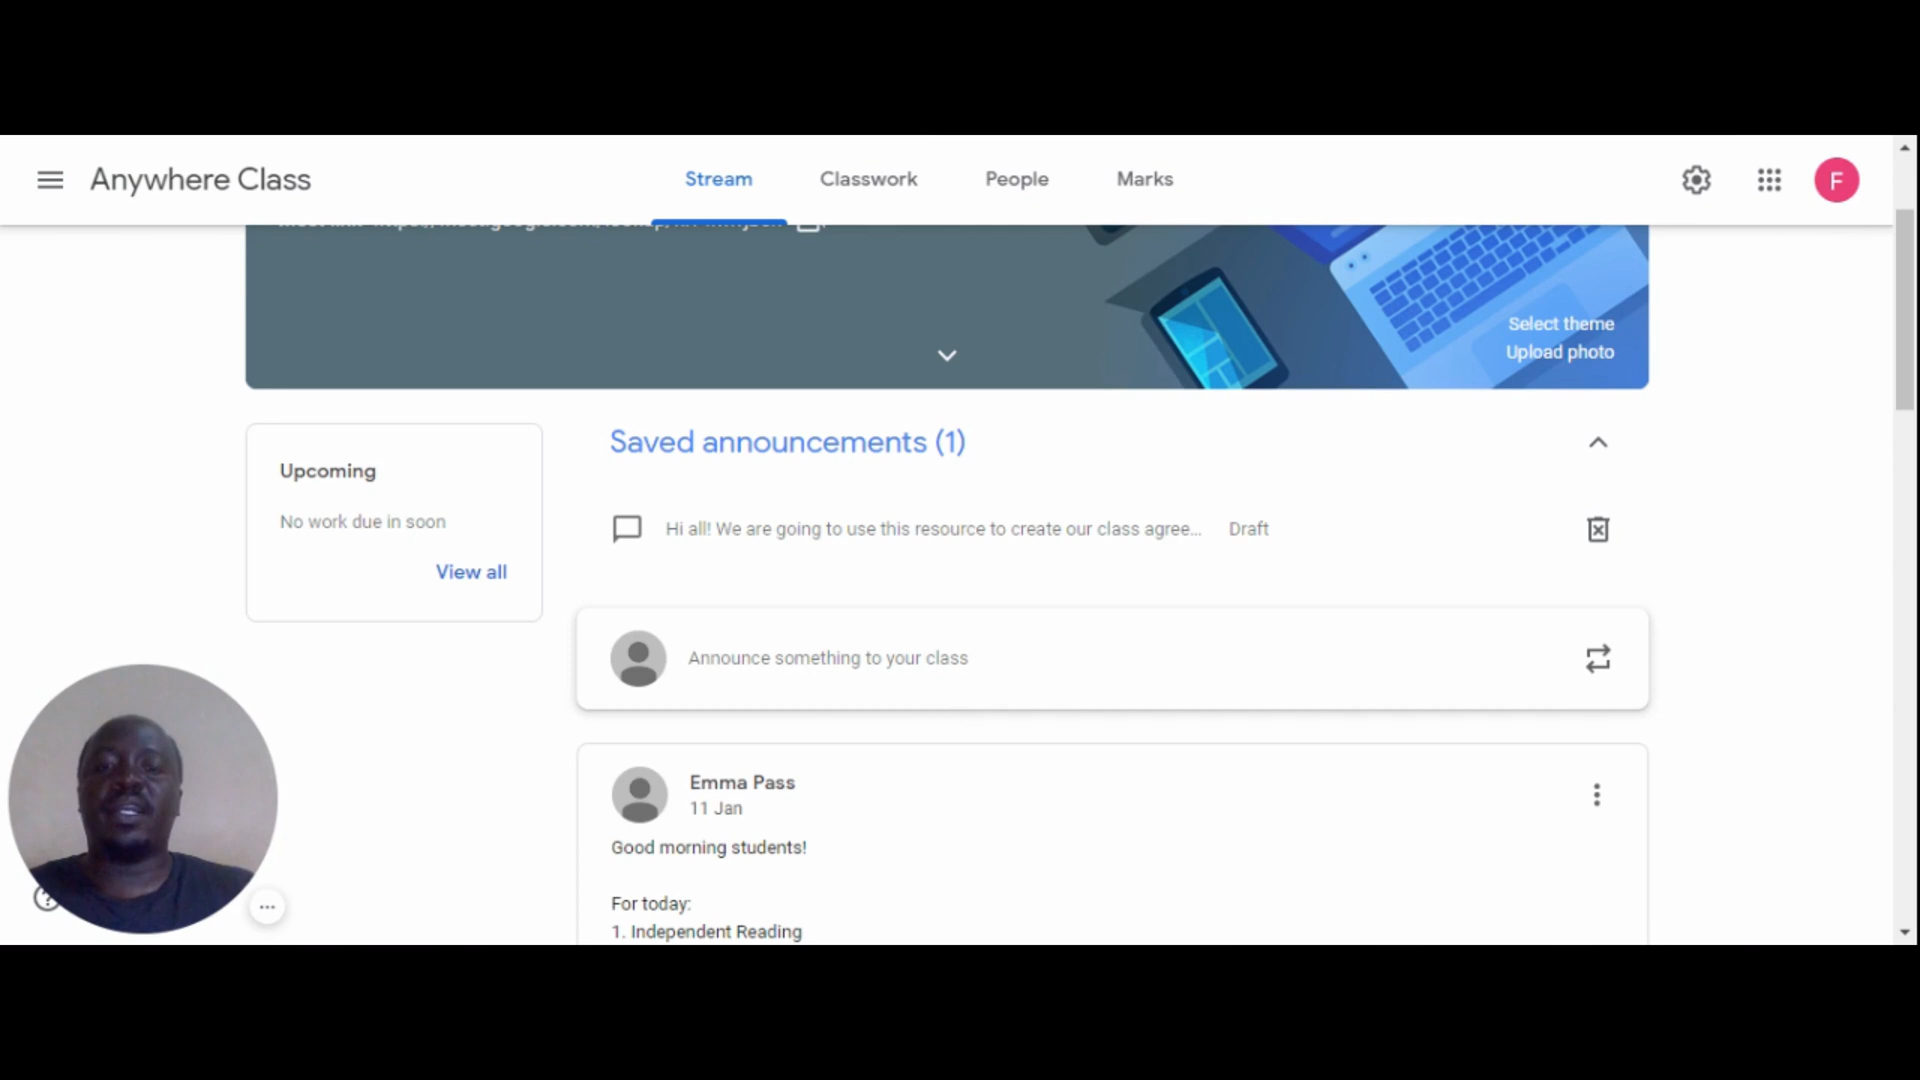 Anywhere Class
Stream
Classwork
People
Marks
F
Select theme
Upload photo
Upcoming
No work due in soon
View all
Saved announcements (1)
Hi all! We are going to use this resource to create our class agree...
Draft
Announce something to your class
Emma Pass
11 Jan
Good morning students!
For today:
1. Independent Reading